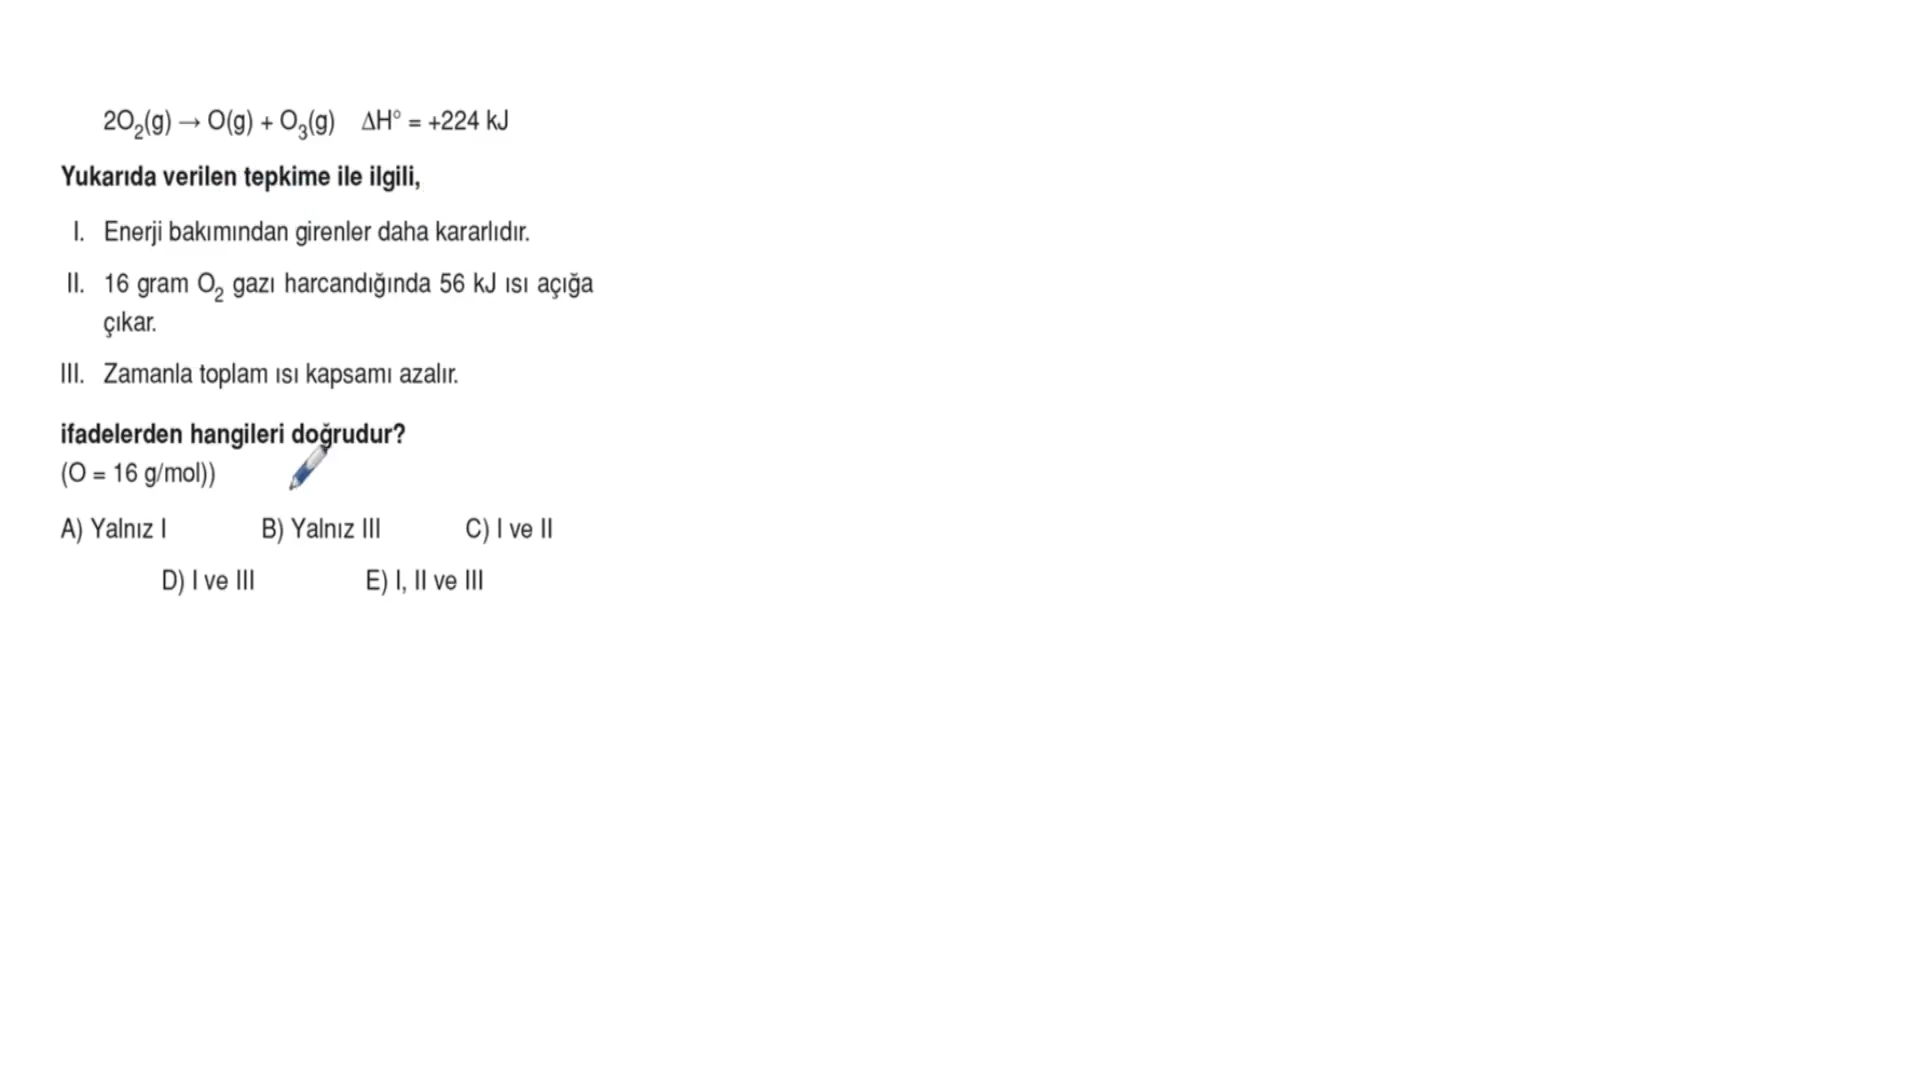 2O₂(g) → O(g) + O₃(g) ΔH° = +224 kJ
Yukarıda verilen tepkime ile ilgili,
I. Enerji bakımından girenler daha kararlıdır.
II. 16 gram O₂ gazı harcandığında 56 kJ ısı açığa
çıkar.
III. Zamanla toplam ısı kapsamı azalır.
ifadelerden hangileri doğrudur?
(O = 16 g/mol))
A) Yalnız I B) Yalnız III C) I ve II
D) I ve III E) I, II ve III